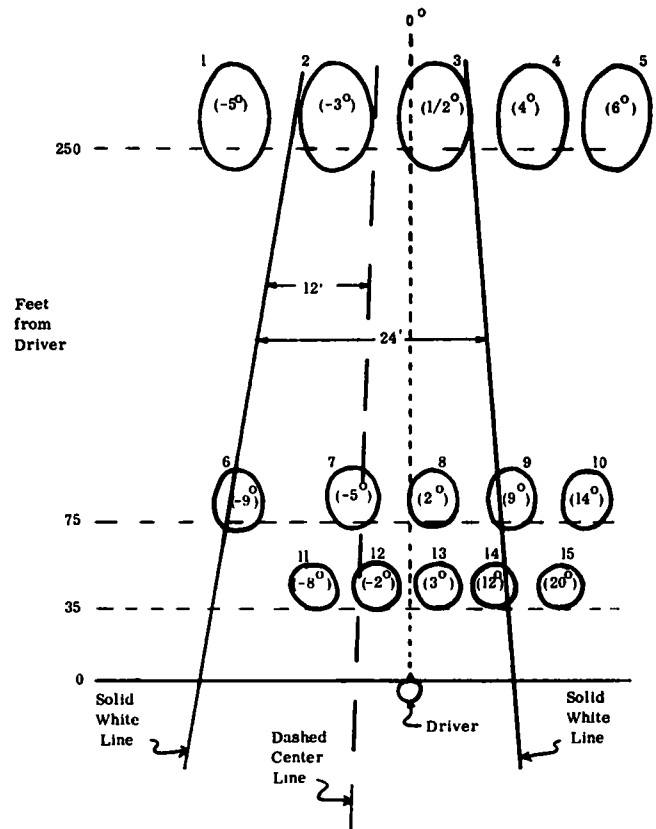 0°
1 2 3 4 5
(-5°) (-3°) (1/2°) (4°) (6°)
250
12'
Feet
from
Driver
24'
6 7 8 9 10
(-9°) (-5°) (2°) (9°) (14°)
75
11 12 13 14 15
(-8°) (-2°) (3°) (12°) (20°)
35
0
Solid
White
Line
Driver
Dashed
Center
Line
Solid
White
Line